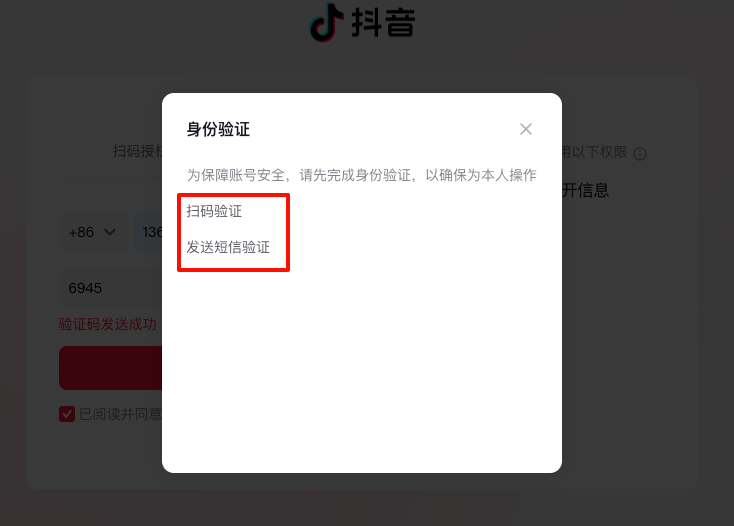 抖音
身份验证
扫码授权
用以下权限
为保障账号安全，请先完成身份验证，以确保为本人操作
开信息
扫码验证
+86
136
发送短信验证
6945
验证码发送成功
已阅读并同意